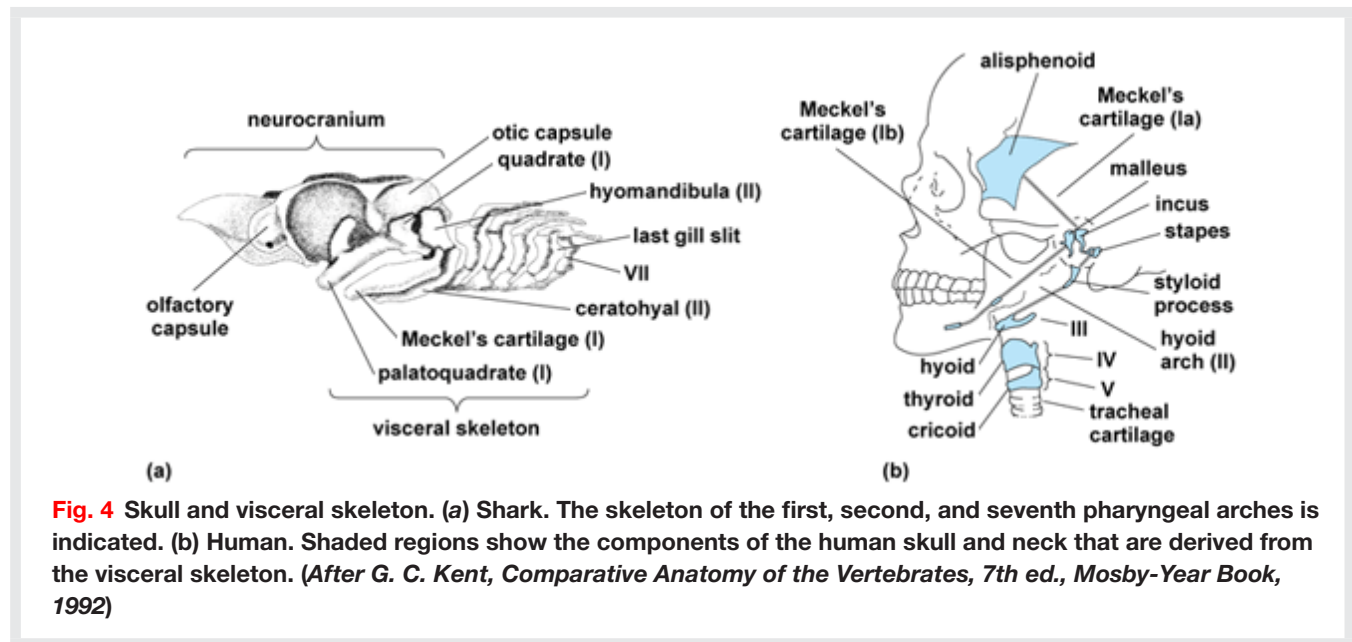 neurocranium
otic capsule
quadrate (I)
hyomandibula (II)
last gill slit
VII
ceratohyal (II)
olfactory
capsule
Meckel's cartilage (I)
palatoquadrate (I)
visceral skeleton
(a)
alisphenoid
Meckel's
cartilage (Ib)
Meckel's
cartilage (Ia)
malleus
incus
stapes
styloid
process
III
hyoid
arch (II)
IV
V
hyoid
thyroid
cricoid
tracheal
cartilage
(b)
Fig. 4 Skull and visceral skeleton. (a) Shark. The skeleton of the first, second, and seventh pharyngeal arches is
indicated. (b) Human. Shaded regions show the components of the human skull and neck that are derived from
the visceral skeleton. (After G. C. Kent, Comparative Anatomy of the Vertebrates, 7th ed., Mosby-Year Book,
1992)